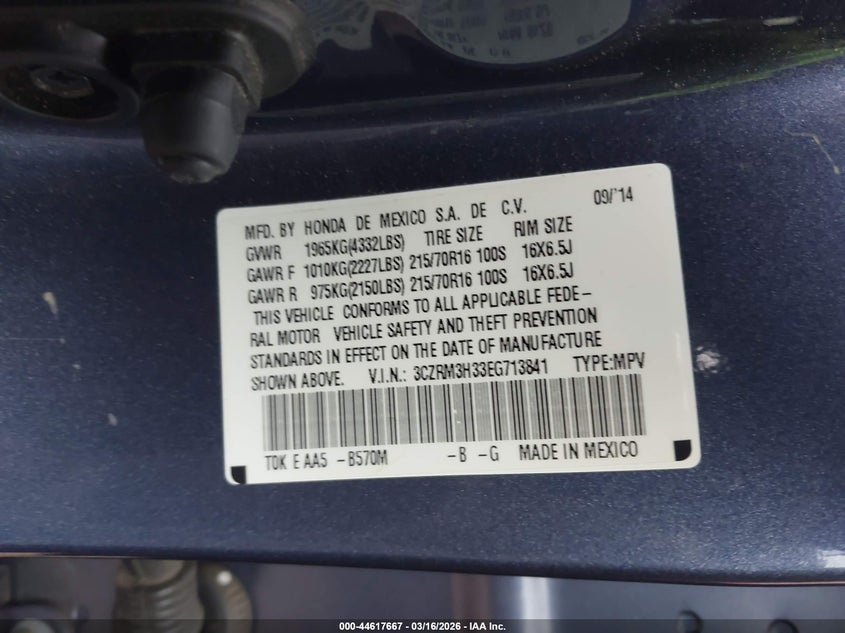 MFD. BY HONDA DE MEXICO S.A. DE C.V. 09/'14
GVWR 1965KG(4332LBS) TIRE SIZE RIM SIZE
GAWR F 1010KG(2227LBS) 215/70R16 100S 16X6.5J
GAWR R 975KG(2150LBS) 215/70R16 100S 16X6.5J
THIS VEHICLE CONFORMS TO ALL APPLICABLE FEDE-
RAL MOTOR VEHICLE SAFETY AND THEFT PREVENTION
STANDARDS IN EFFECT ON THE DATE OF MANUFACTURE
SHOWN ABOVE. V.I.N.: 3CZRM3H33EG713841 TYPE:MPV
T0K E AA5 -B570M -B -G MADE IN MEXICO
000-44617667 - 03/16/2026 - IAA Inc.